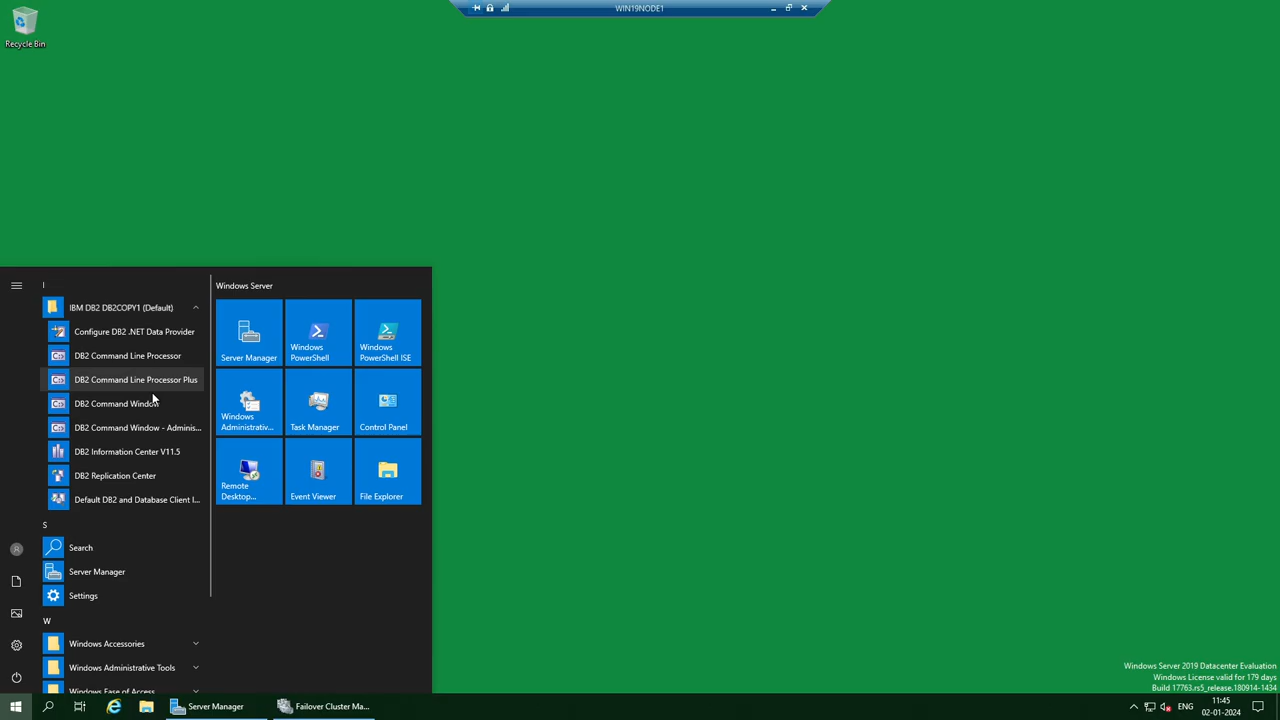 WIN19NODE1
Recycle Bin
I
IBM DB2 DB2COPY1 (Default)
Configure DB2 .NET Data Provider
DB2 Command Line Processor
DB2 Command Line Processor Plus
DB2 Command Window
DB2 Command Window - Adminis...
DB2 Information Center V11.5
DB2 Replication Center
Default DB2 and Database Client I...
S
Search
Server Manager
Settings
W
Windows Accessories
Windows Administrative Tools
Windows Ease of Access
Windows Server
Server Manager
Windows PowerShell
Windows PowerShell ISE
Windows Administrativ...
Task Manager
Control Panel
Remote Desktop...
Event Viewer
File Explorer
Windows Server 2019 Datacenter Evaluation
Windows License valid for 179 days
Build 17763.rs5_release.180914-1434
Server Manager
Failover Cluster Ma...
ENG
11:45
02-01-2024